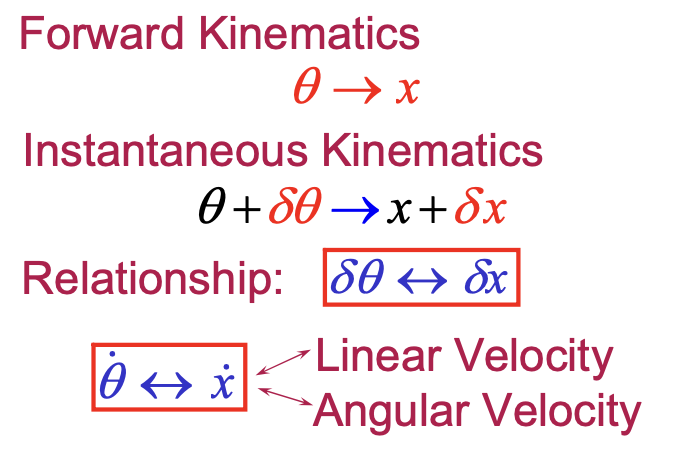 Forward Kinematics
θ → x
Instantaneous Kinematics
θ + δθ → x + δx
Relationship: δθ ↔ δx
θ̇ ↔ ẋ Linear Velocity
Angular Velocity